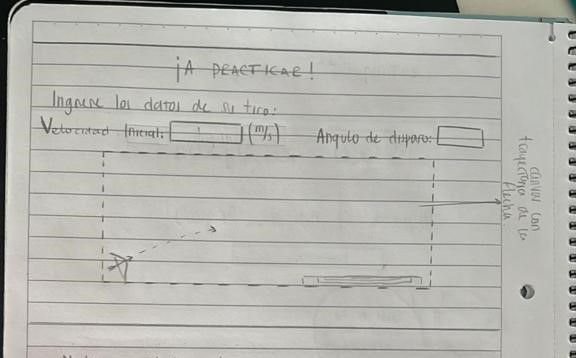 ¡A PRACTICAR!
Ingrese los datos de su tiro:
Velocidad Inicial: (m/s) Angulo de disparo:
canvas con
trayectoria de la
flecha.